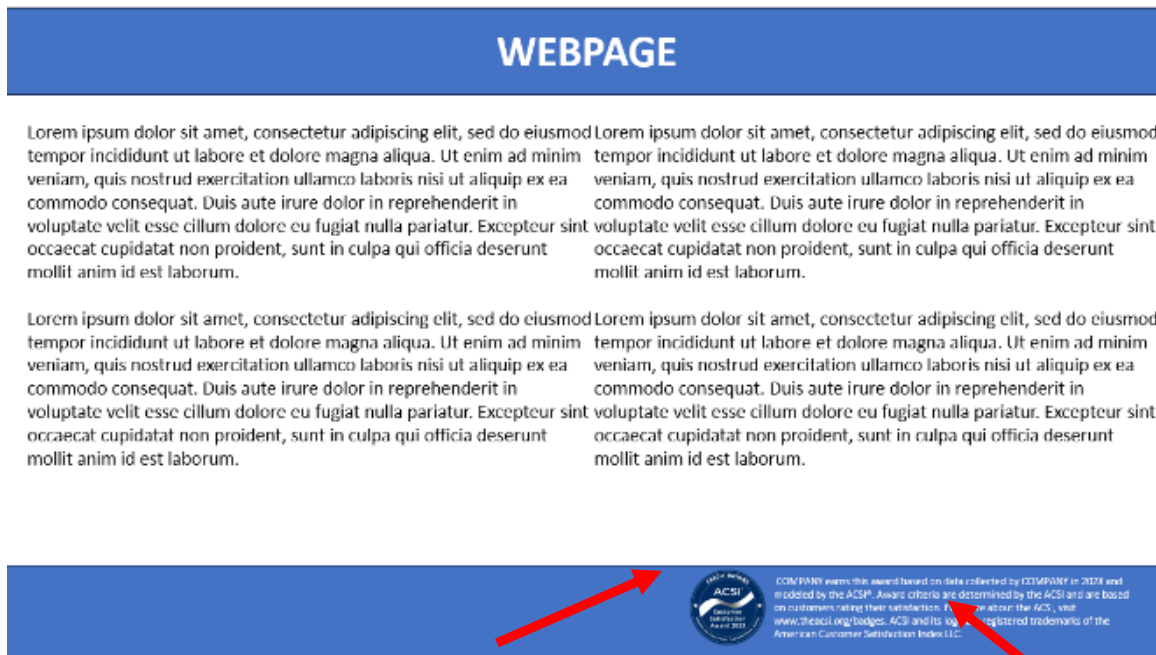 WEBPAGE
Lorem ipsum dolor sit amet, consectetur adipiscing elit, sed do eiusmod
tempor incididunt ut labore et dolore magna aliqua. Ut enim ad minim
veniam, quis nostrud exercitation ullamco laboris nisi ut aliquip ex ea
commodo consequat. Duis aute irure dolor in reprehenderit in
voluptate velit esse cillum dolore eu fugiat nulla pariatur. Excepteur sint
occaecat cupidatat non proident, sunt in culpa qui officia deserunt
mollit anim id est laborum.
Lorem ipsum dolor sit amet, consectetur adipiscing elit, sed do eiusmod
tempor incididunt ut labore et dolore magna aliqua. Ut enim ad minim
veniam, quis nostrud exercitation ullamco laboris nisi ut aliquip ex ea
commodo consequat. Duis aute irure dolor in reprehenderit in
voluptate velit esse cillum dolore eu fugiat nulla pariatur. Excepteur sint
occaecat cupidatat non proident, sunt in culpa qui officia deserunt
mollit anim id est laborum.
Lorem ipsum dolor sit amet, consectetur adipiscing elit, sed do eiusmod
tempor incididunt ut labore et dolore magna aliqua. Ut enim ad minim
veniam, quis nostrud exercitation ullamco laboris nisi ut aliquip ex ea
commodo consequat. Duis aute irure dolor in reprehenderit in
voluptate velit esse cillum dolore eu fugiat nulla pariatur. Excepteur sint
occaecat cupidatat non proident, sunt in culpa qui officia deserunt
mollit anim id est laborum.
Lorem ipsum dolor sit amet, consectetur adipiscing elit, sed do eiusmod
tempor incididunt ut labore et dolore magna aliqua. Ut enim ad minim
veniam, quis nostrud exercitation ullamco laboris nisi ut aliquip ex ea
commodo consequat. Duis aute irure dolor in reprehenderit in
voluptate velit esse cillum dolore eu fugiat nulla pariatur. Excepteur sint
occaecat cupidatat non proident, sunt in culpa qui officia deserunt
mollit anim id est laborum.
ACSI
Customer
Satisfaction
Award 2023
COMPANY earns this award based on data collected by COMPANY in and
modeled by the ACSI®. Award criteria are determined by the ACSI and are based
on customers rating their satisfaction. about the ACSI, visit
www.theacsi.org/badges. ACSI and its registered trademarks of the
American Customer Satisfaction Index LLC.